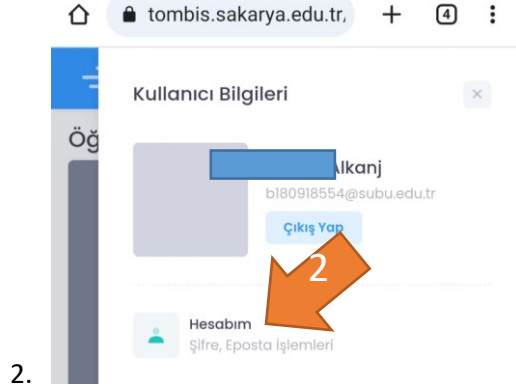 tombis.sakarya.edu.tr
4
Kullanıcı Bilgileri
Öğ
lkanj
b180918554@subu.edu.tr
Çıkış Yap
2
Hesabım
Şifre, Eposta İşlemleri
2.